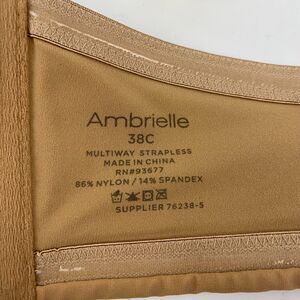 Ambrielle
38C
MULTIWAY STRAPLESS
MADE IN CHINA
RN#93677
86% NYLON / 14% SPANDEX
SUPPLIER 76238-5